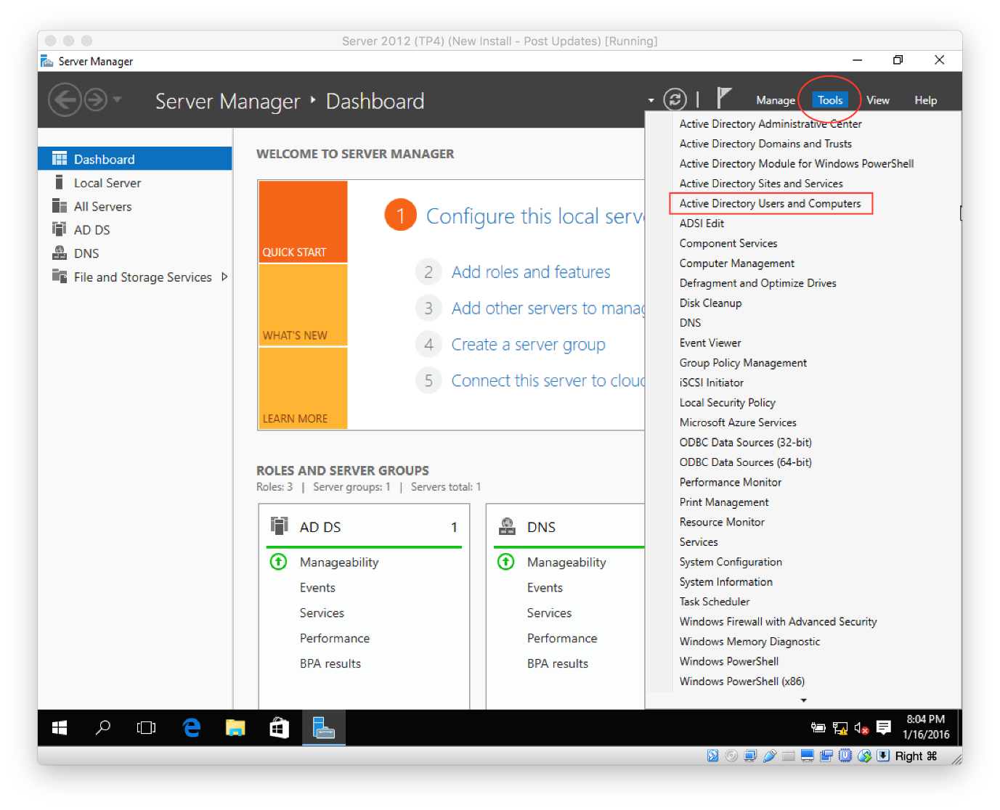 Server 2012 (TP4) (New Install - Post Updates) [Running]
Server Manager
Server Manager ‣ Dashboard
Manage Tools View Help
Dashboard
Local Server
All Servers
AD DS
DNS
File and Storage Services
WELCOME TO SERVER MANAGER
QUICK START
WHAT'S NEW
LEARN MORE
1 Configure this local serve
2 Add roles and features
3 Add other servers to manag
4 Create a server group
5 Connect this server to cloud
ROLES AND SERVER GROUPS
Roles: 3 | Server groups: 1 | Servers total: 1
AD DS 1
Manageability
Events
Services
Performance
BPA results
DNS
Manageability
Events
Services
Performance
BPA results
Active Directory Administrative Center
Active Directory Domains and Trusts
Active Directory Module for Windows PowerShell
Active Directory Sites and Services
Active Directory Users and Computers
ADSI Edit
Component Services
Computer Management
Defragment and Optimize Drives
Disk Cleanup
DNS
Event Viewer
Group Policy Management
iSCSI Initiator
Local Security Policy
Microsoft Azure Services
ODBC Data Sources (32-bit)
ODBC Data Sources (64-bit)
Performance Monitor
Print Management
Resource Monitor
Services
System Configuration
System Information
Task Scheduler
Windows Firewall with Advanced Security
Windows Memory Diagnostic
Windows PowerShell
Windows PowerShell (x86)
8:04 PM
1/16/2016
Right ⌘